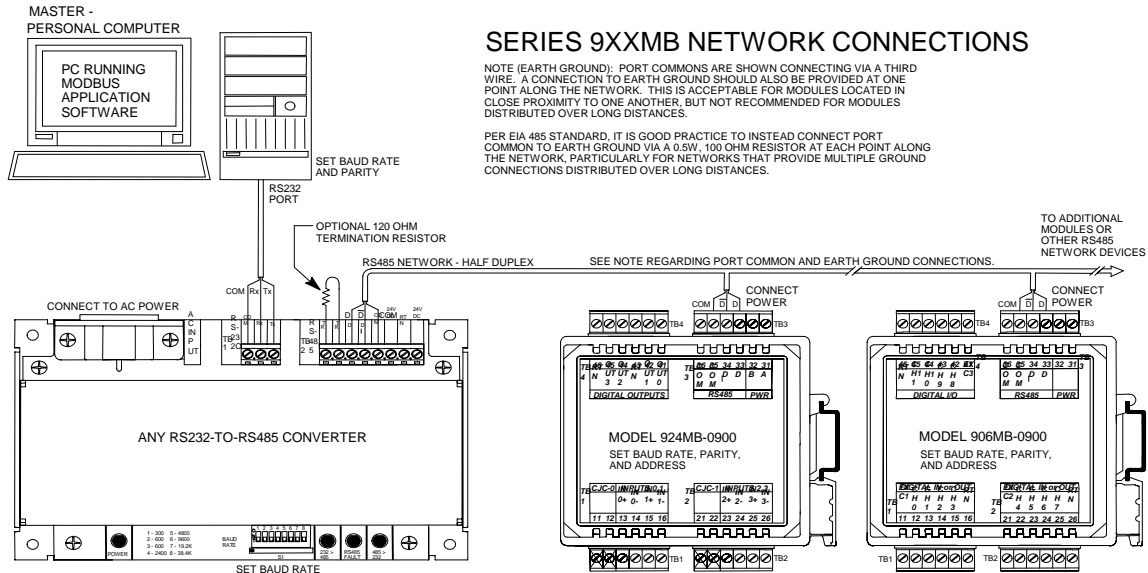 MASTER -
PERSONAL COMPUTER
PC RUNNING
MODBUS
APPLICATION
SOFTWARE
SERIES 9XXMB NETWORK CONNECTIONS
NOTE (EARTH GROUND): PORT COMMONS ARE SHOWN CONNECTING VIA A THIRD
WIRE. A CONNECTION TO EARTH GROUND SHOULD ALSO BE PROVIDED AT ONE
POINT ALONG THE NETWORK. THIS IS ACCEPTABLE FOR MODULES LOCATED IN
CLOSE PROXIMITY TO ONE ANOTHER, BUT NOT RECOMMENDED FOR MODULES
DISTRIBUTED OVER LONG DISTANCES.
PER EIA 485 STANDARD, IT IS GOOD PRACTICE TO INSTEAD CONNECT PORT
COMMON TO EARTH GROUND VIA A 0.5W, 100 OHM RESISTOR AT EACH POINT ALONG
THE NETWORK, PARTICULARLY FOR NETWORKS THAT PROVIDE MULTIPLE GROUND
CONNECTIONS DISTRIBUTED OVER LONG DISTANCES.
SET BAUD RATE
AND PARITY
RS232
PORT
OPTIONAL 120 OHM
TERMINATION RESISTOR
RS485 NETWORK - HALF DUPLEX
SEE NOTE REGARDING PORT COMMON AND EARTH GROUND CONNECTIONS.
TO ADDITIONAL
MODULES OR
OTHER RS485
NETWORK DEVICES
CONNECT TO AC POWER
COM Rx Tx
COM D D
CONNECT
POWER
COM D D
CONNECT
POWER
TB4
TB3
TB4
TB3
DIGITAL OUTPUTS
RS485
PWR
DIGITAL I/O
RS485
PWR
ANY RS232-TO-RS485 CONVERTER
MODEL 924MB-0900
SET BAUD RATE, PARITY,
AND ADDRESS
MODEL 906MB-0900
SET BAUD RATE, PARITY,
AND ADDRESS
11 12 13 14 15 16
21 22 23 24 25 26
11 12 13 14 15 16
21 22 23 24 25 26
TB1
TB2
TB1
TB2
POWER
1 - 300 5 - 4800
2 - 600 6 - 9600
3 - 600 7 - 19.2K
4 - 2400 8 - 38.4K
BAUD
RATE
1 2 3 4 5 6 7 8
S1
232 >
485
RS485
FAULT
485 >
232
SET BAUD RATE